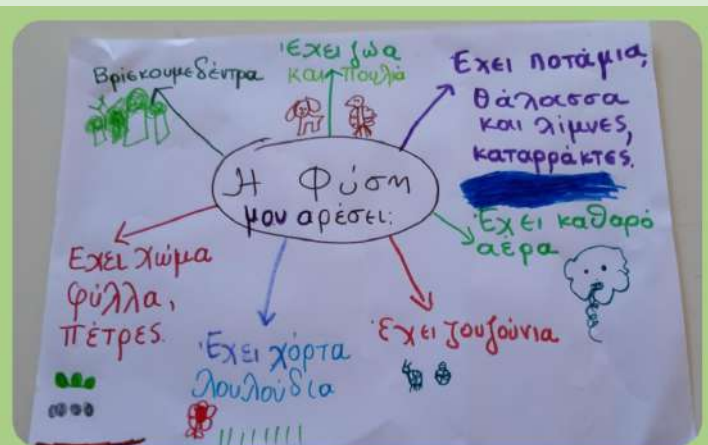 Η Φύση
μου αρέσει:
Βρίσκουμε δέντρα
Έχει ζώα
και πουλιά
Έχει ποτάμια,
θάλασσα
και λίμνες,
καταρράκτες.
Έχει καθαρό
αέρα
Έχει ζουζούνια
Έχει χόρτα
λουλούδια
Έχει χώμα
φύλλα,
πέτρες.